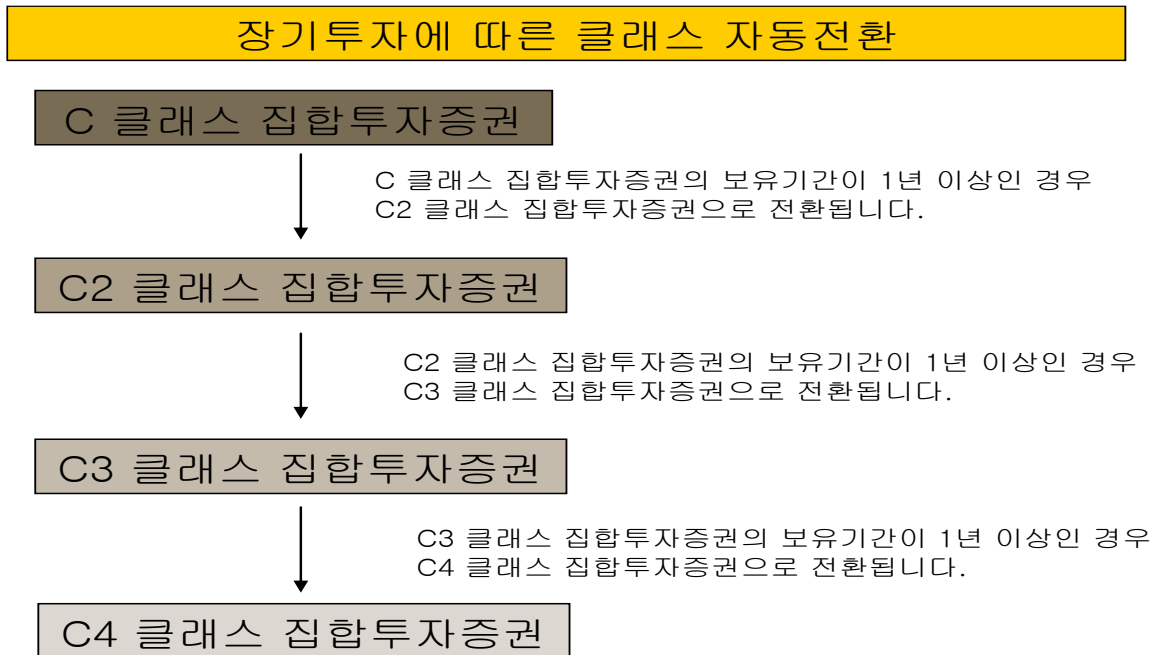 장기투자에 따른 클래스 자동전환
C 클래스 집합투자증권
C 클래스 집합투자증권의 보유기간이 1년 이상인 경우
C2 클래스 집합투자증권으로 전환됩니다.
C2 클래스 집합투자증권
C2 클래스 집합투자증권의 보유기간이 1년 이상인 경우
C3 클래스 집합투자증권으로 전환됩니다.
C3 클래스 집합투자증권
C3 클래스 집합투자증권의 보유기간이 1년 이상인 경우
C4 클래스 집합투자증권으로 전환됩니다.
C4 클래스 집합투자증권